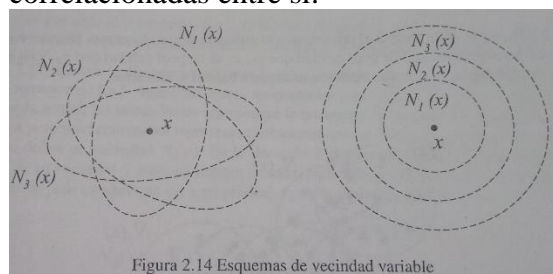 correlacionadas entre sí.
N₁ (x)
N₂ (x)
x
N₃ (x)
N₃ (x)
N₂ (x)
N₁ (x)
x
Figura 2.14 Esquemas de vecindad variable